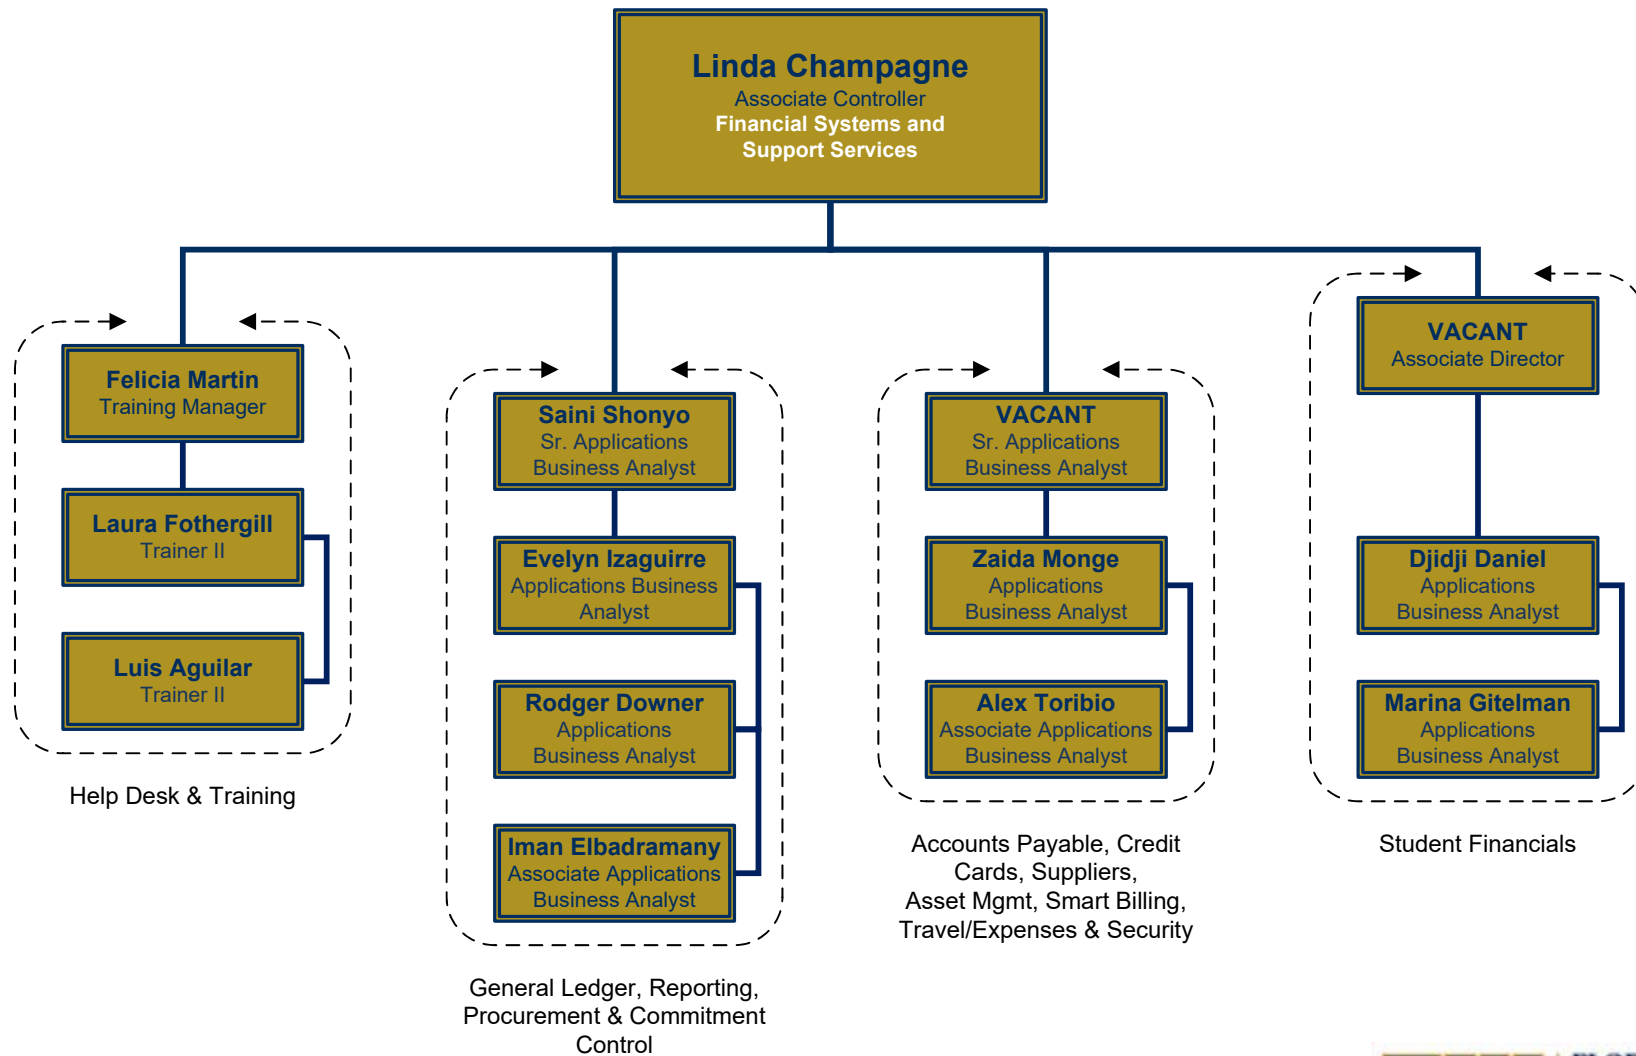 Linda Champagne
Associate Controller
Financial Systems and
Support Services
Felicia Martin
Training Manager
Laura Fothergill
Trainer II
Luis Aguilar
Trainer II
Help Desk & Training
Saini Shonyo
Sr. Applications
Business Analyst
Evelyn Izaguirre
Applications Business
Analyst
Rodger Downer
Applications
Business Analyst
Iman Elbadramany
Associate Applications
Business Analyst
General Ledger, Reporting,
Procurement & Commitment
Control
VACANT
Sr. Applications
Business Analyst
Zaida Monge
Applications
Business Analyst
Alex Toribio
Associate Applications
Business Analyst
Accounts Payable, Credit
Cards, Suppliers,
Asset Mgmt, Smart Billing,
Travel/Expenses & Security
VACANT
Associate Director
Djidji Daniel
Applications
Business Analyst
Marina Gitelman
Applications
Business Analyst
Student Financials